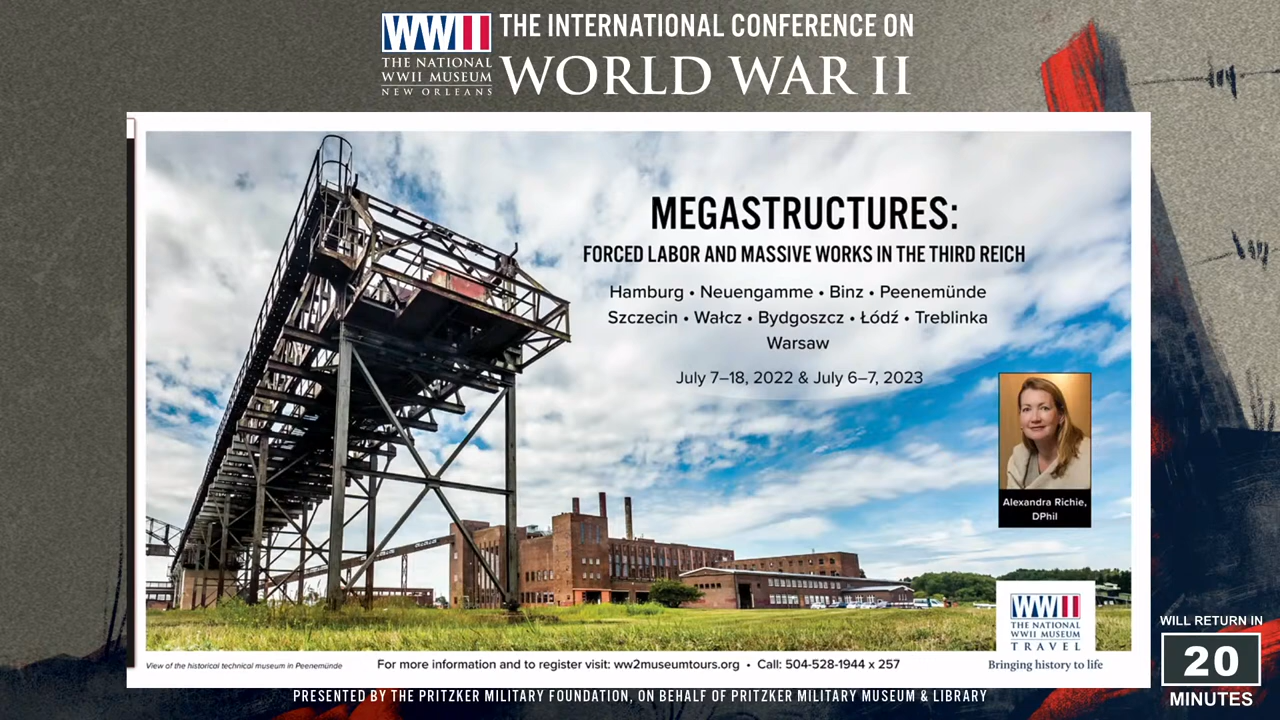 WWII
THE NATIONAL
WWII MUSEUM
NEW ORLEANS
THE INTERNATIONAL CONFERENCE ON
WORLD WAR II
MEGASTRUCTURES:
FORCED LABOR AND MASSIVE WORKS IN THE THIRD REICH
Hamburg • Neuengamme • Binz • Peenemünde
Szczecin • Wałcz • Bydgoszcz • Łódź • Treblinka
Warsaw
July 7–18, 2022 & July 6–7, 2023
Alexandra Richie,
DPhil
WWII
THE NATIONAL
WWII MUSEUM
TRAVEL
Bringing history to life
View of the historical technical museum in Peenemünde
For more information and to register visit: ww2museumtours.org • Call: 504-528-1944 x 257
WILL RETURN IN
20
MINUTES
PRESENTED BY THE PRITZKER MILITARY FOUNDATION, ON BEHALF OF PRITZKER MILITARY MUSEUM & LIBRARY